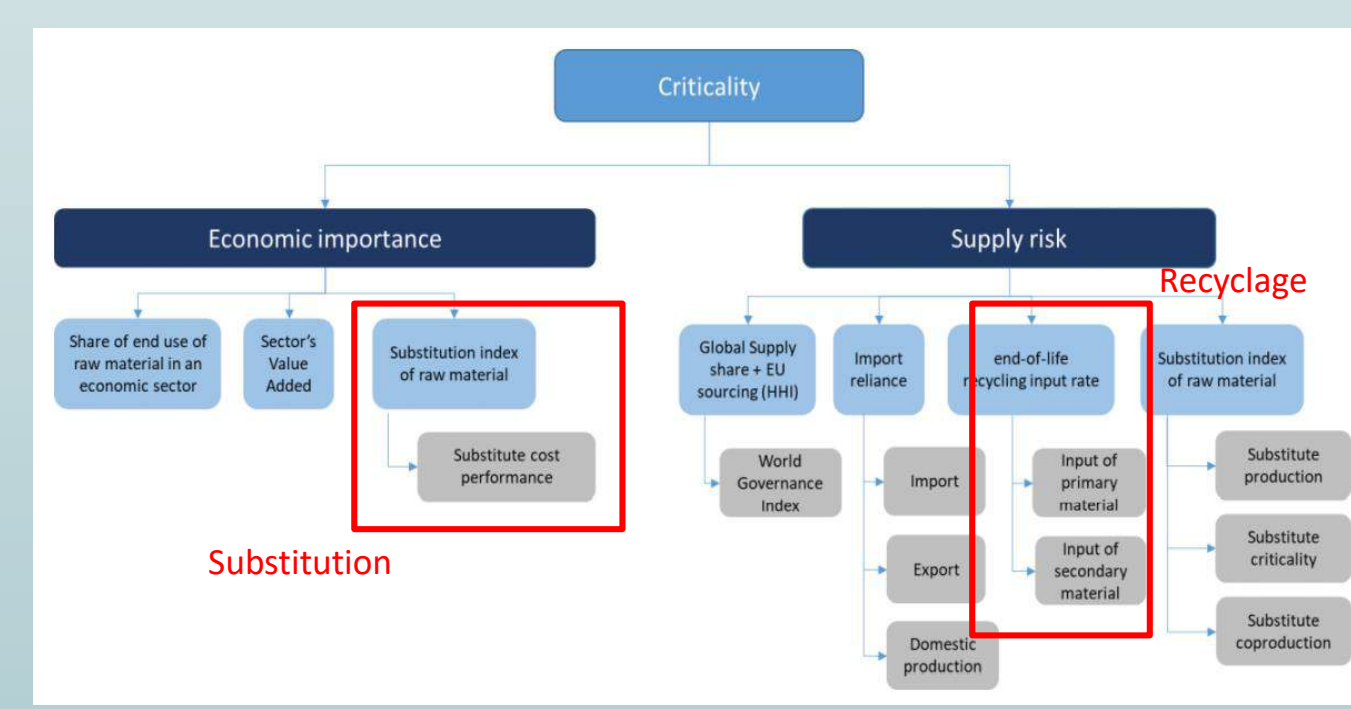 Criticality
Economic importance
Supply risk
Recyclage
Share of end use of
raw material in an
economic sector
Sector's
Value
Added
Substitution index
of raw material
Global Supply
share + EU
sourcing (HHI)
Import
reliance
end-of-life
recycling input rate
Substitution index
of raw material
Substitute cost
performance
World
Governance
Index
Import
Export
Domestic
production
Input of
primary
material
Input of
secondary
material
Substitute
production
Substitute
criticality
Substitute
coproduction
Substitution